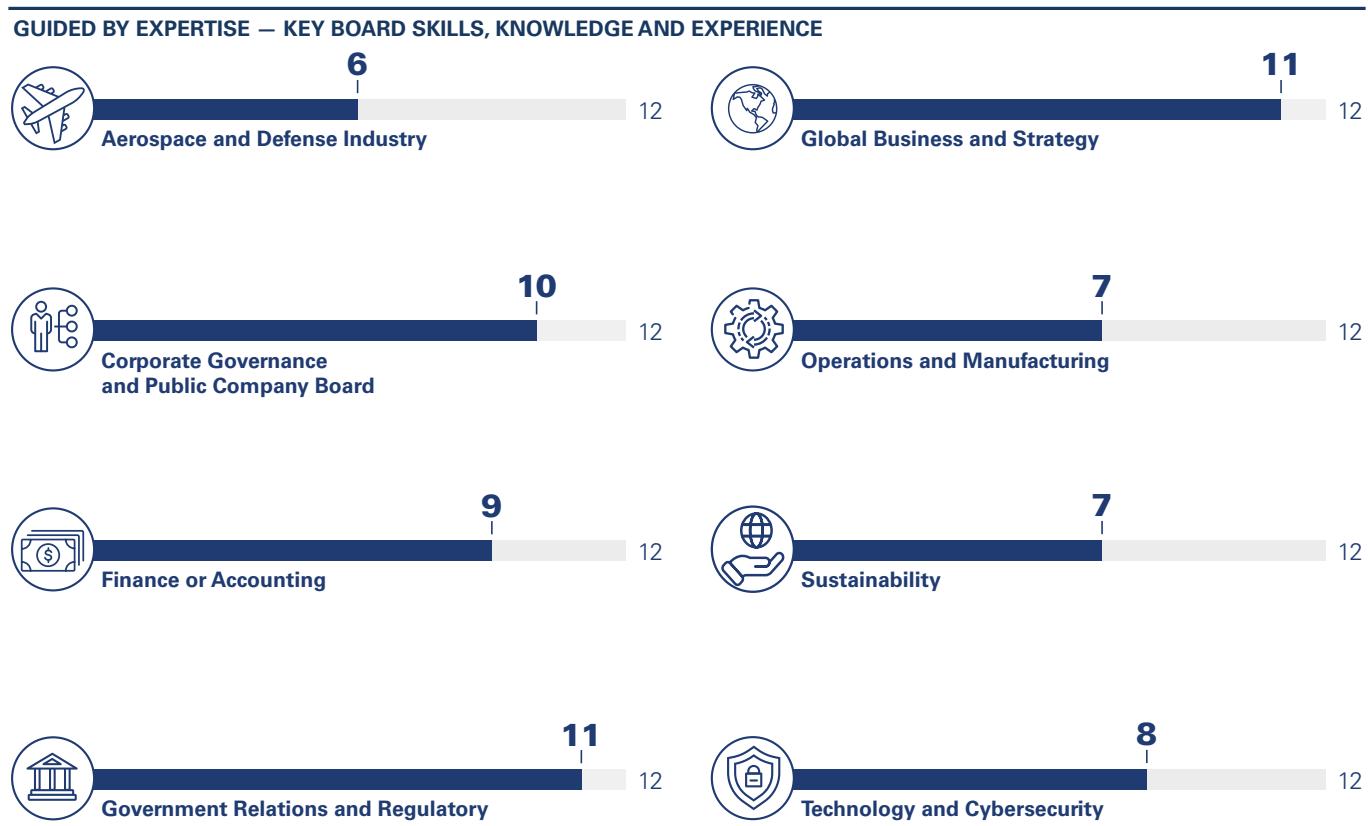 GUIDED BY EXPERTISE — KEY BOARD SKILLS, KNOWLEDGE AND EXPERIENCE
6
12
Aerospace and Defense Industry
11
12
Global Business and Strategy
10
12
Corporate Governance
and Public Company Board
7
12
Operations and Manufacturing
9
$
12
Finance or Accounting
7
12
Sustainability
11
12
Government Relations and Regulatory
8
12
Technology and Cybersecurity